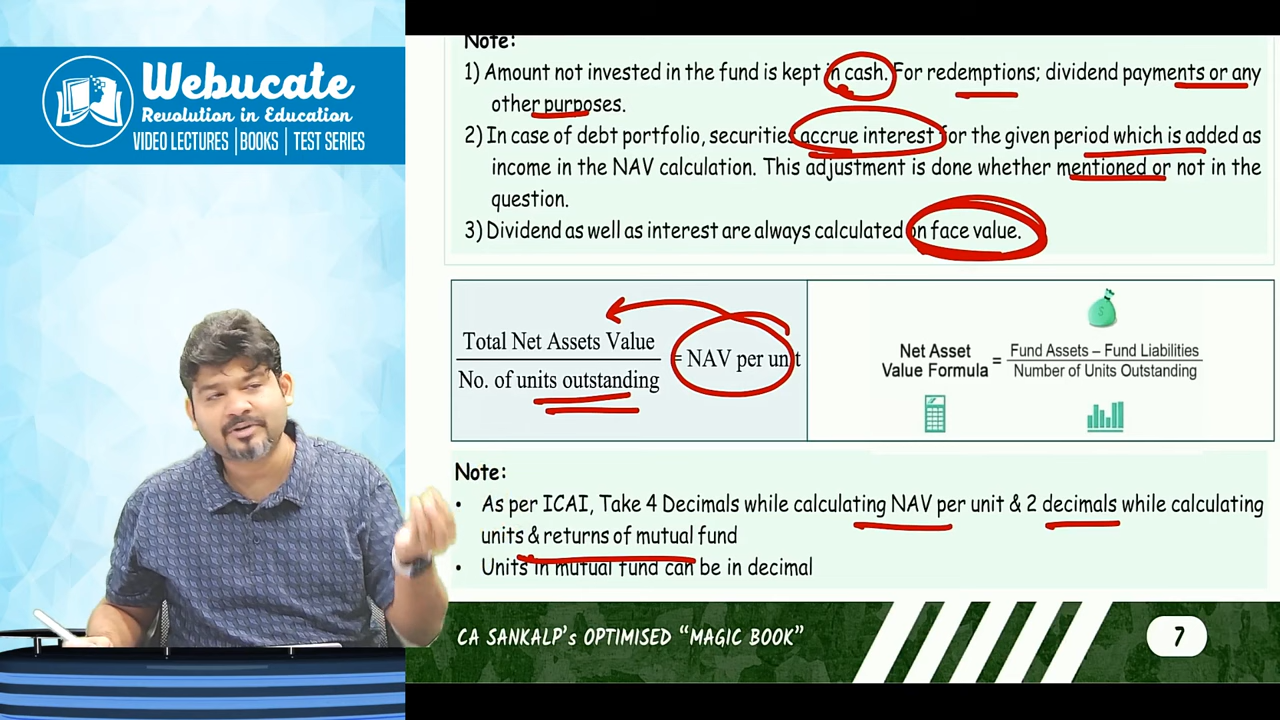 Webucate
Revolution in Education
VIDEO LECTURES | BOOKS | TEST SERIES
Note:
1) Amount not invested in the fund is kept in cash. For redemptions; dividend payments or any
other purposes.
2) In case of debt portfolio, securities accrue interest for the given period which is added as
income in the NAV calculation. This adjustment is done whether mentioned or not in the
question.
3) Dividend as well as interest are always calculated on face value.
Total Net Assets Value
No. of units outstanding
= NAV per unit
$
Net Asset
Value Formula
=
Fund Assets – Fund Liabilities
Number of Units Outstanding
Note:
• As per ICAI, Take 4 Decimals while calculating NAV per unit & 2 decimals while calculating
units & returns of mutual fund
• Units in mutual fund can be in decimal
CA SANKALP's OPTIMISED "MAGIC BOOK"
7